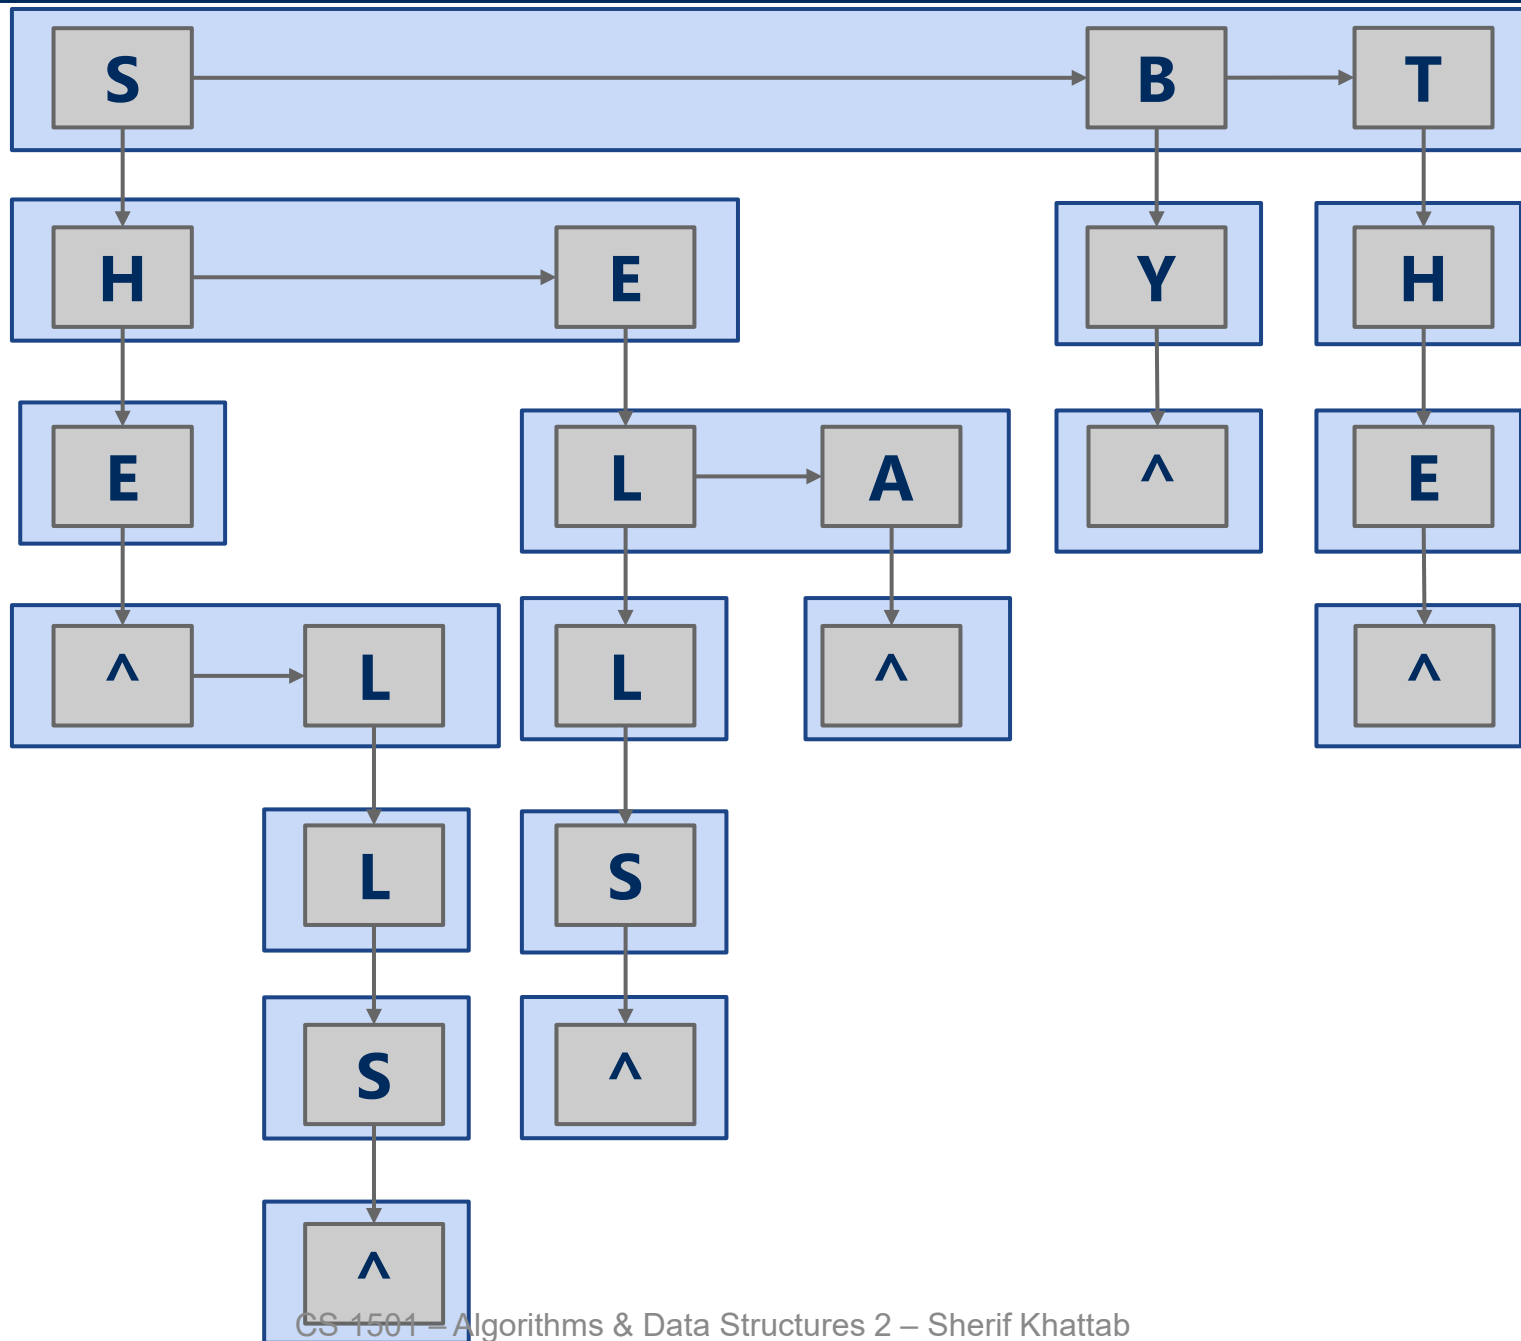 S B T
H E Y H
E L A ^ E
^ L L ^ ^
L S
S ^
^
CS 1501 – Algorithms & Data Structures 2 – Sherif Khattab